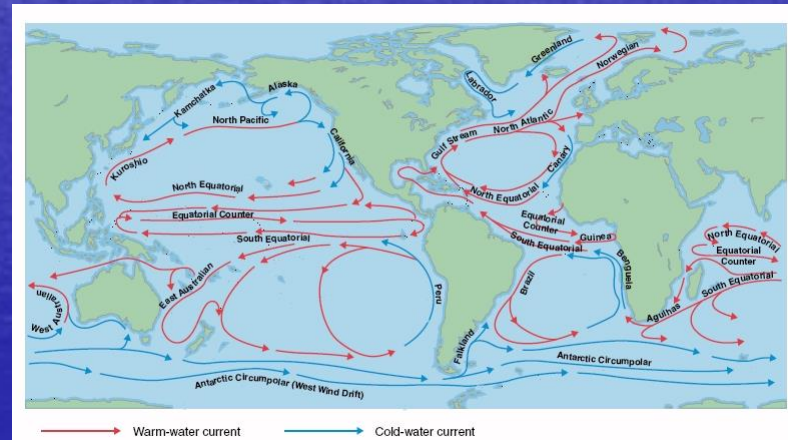 Greenland
Norwegian
Labrador
Alaska
Kamchatka
North Pacific
California
Kuroshio
Gulf Stream
North Atlantic
Canary
North Equatorial
North Equatorial
Equatorial Counter
Equatorial
Counter
South Equatorial
South Equatorial
Guinea
North Equatorial
Equatorial
Counter
South Equatorial
East Australian
West Australian
Peru
Brazil
Benguela
Agulhas
Falkland
Antarctic Circumpolar
Antarctic Circumpolar (West Wind Drift)
Warm-water current
Cold-water current